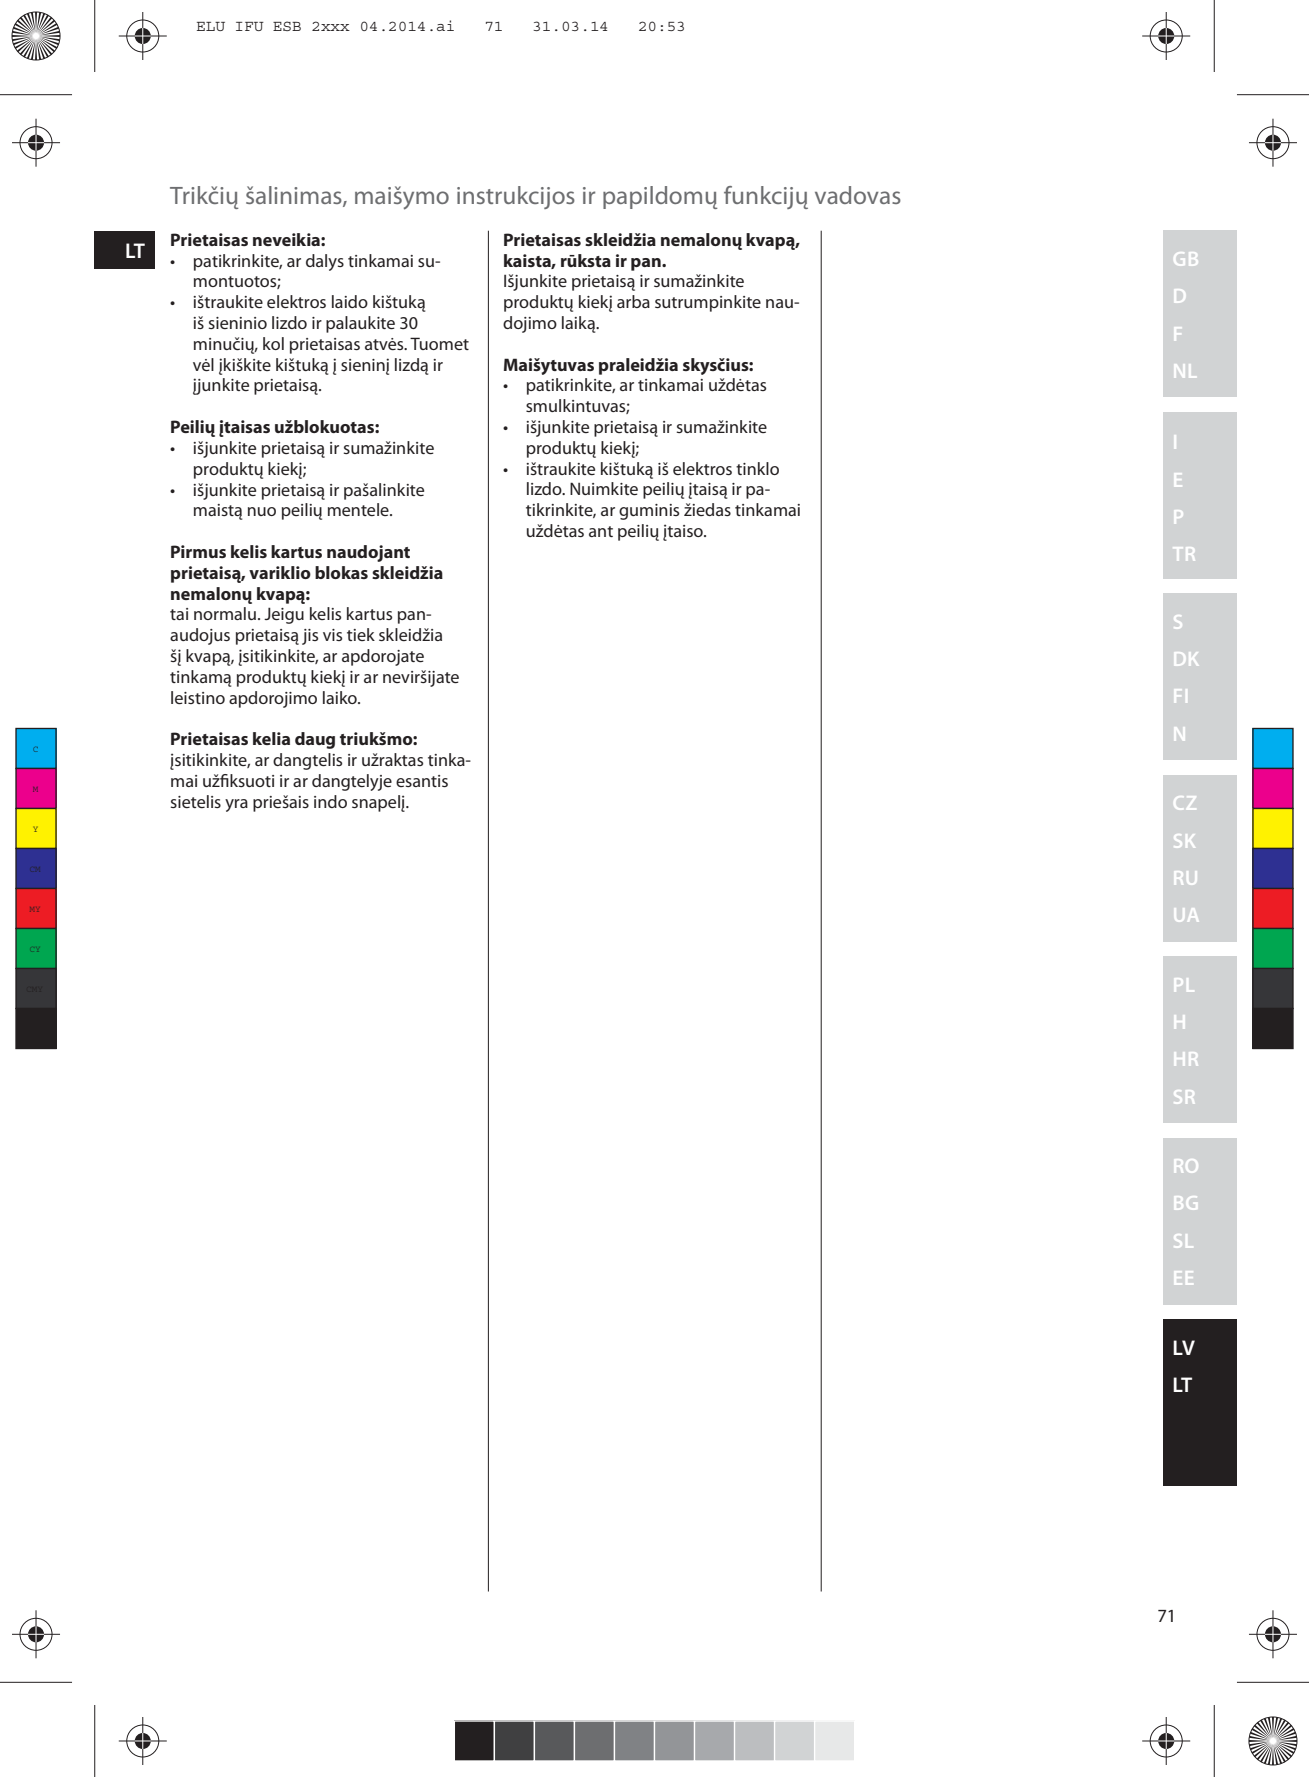 ELU IFU ESB 2xxx 04.2014.ai 71 31.03.14 20:53
Trikčių šalinimas, maišymo instrukcijos ir papildomų funkcijų vadovas
LT
Prietaisas neveikia:
• patikrinkite, ar dalys tinkamai su-
montuotos;
• ištraukite elektros laido kištuką
iš sieninio lizdo ir palaukite 30
minučių, kol prietaisas atvės. Tuomet
vėl įkiškite kištuką į sieninį lizdą ir
įjunkite prietaisą.
Peilių įtaisas užblokuotas:
• išjunkite prietaisą ir sumažinkite
produktų kiekį;
• išjunkite prietaisą ir pašalinkite
maistą nuo peilių mentele.
Pirmus kelis kartus naudojant
prietaisą, variklio blokas skleidžia
nemalonų kvapą:
tai normalu. Jeigu kelis kartus pan-
audojus prietaisą jis vis tiek skleidžia
šį kvapą, įsitikinkite, ar apdorojate
tinkamą produktų kiekį ir ar neviršijate
leistino apdorojimo laiko.
Prietaisas kelia daug triukšmo:
įsitikinkite, ar dangtelis ir užraktas tinka-
mai užfiksuoti ir ar dangtelyje esantis
sietelis yra priešais indo snapelį.
Prietaisas skleidžia nemalonų kvapą,
kaista, rūksta ir pan.
Išjunkite prietaisą ir sumažinkite
produktų kiekį arba sutrumpinkite nau-
dojimo laiką.
Maišytuvas praleidžia skysčius:
• patikrinkite, ar tinkamai uždėtas
smulkintuvas;
• išjunkite prietaisą ir sumažinkite
produktų kiekį;
• ištraukite kištuką iš elektros tinklo
lizdo. Nuimkite peilių įtaisą ir pa-
tikrinkite, ar guminis žiedas tinkamai
uždėtas ant peilių įtaiso.
GB
D
F
NL
I
E
P
TR
S
DK
FI
N
CZ
SK
RU
UA
PL
H
HR
SR
RO
BG
SL
EE
LV
LT
C
M
Y
CM
MY
CY
CMY
71